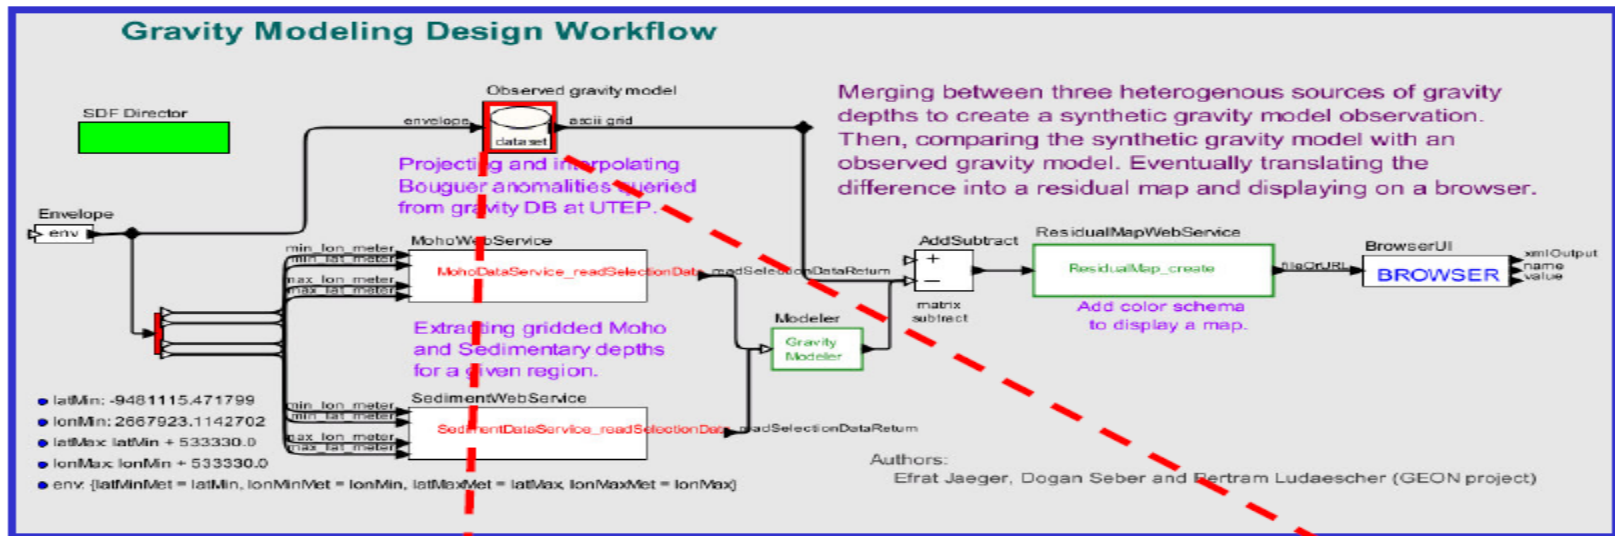 Gravity Modeling Design Workflow
SDF Director
Observed gravity model
envelope
dataset
ascii grid
Projecting and interpolating
Bouguer anomalities queried
from gravity DB at UTEP.
Merging between three heterogenous sources of gravity
depths to create a synthetic gravity model observation.
Then, comparing the synthetic gravity model with an
observed gravity model. Eventually translating the
difference into a residual map and displaying on a browser.
Envelope
env
MohoWebService
min_lon_meter
min_lat_meter
max_lon_meter
max_lat_meter
MohoDataService_readSelectionData
readSelectionDataReturn
AddSubtract
+
−
matrix
subtract
ResidualMapWebService
ResidualMap_create
fileOrURL
Add color schema
to display a map.
BrowserUI
BROWSER
xmlOutput
name
value
Extracting gridded Moho
and Sedimentary depths
for a given region.
Modeler
Gravity
Modeler
SedimentWebService
min_lon_meter
min_lat_meter
max_lon_meter
max_lat_meter
SedimentDataService_readSelectionData
readSelectionDataReturn
latMin: -9481115.471799
lonMin: 2667923.1142702
latMax: latMin + 533330.0
lonMax: lonMin + 533330.0
env: {latMinMet = latMin, lonMinMet = lonMin, latMaxMet = latMax, lonMaxMet = lonMax}
Authors:
Efrat Jaeger, Dogan Seber and Bertram Ludaescher (GEON project)